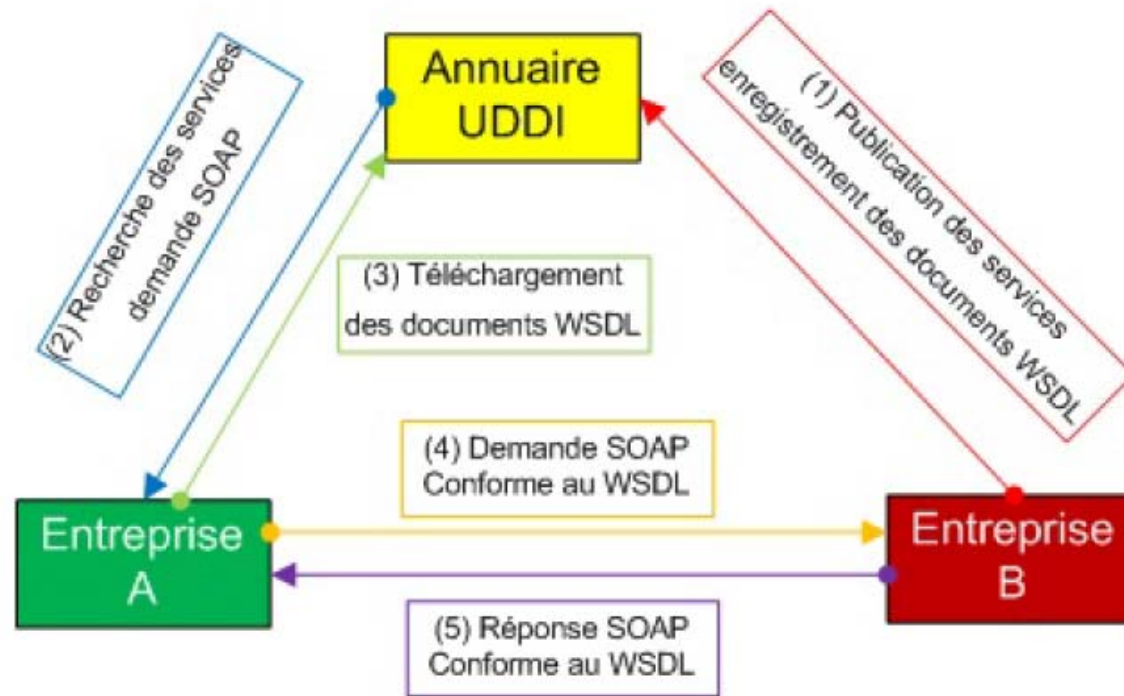 Annuaire
UDDI
(1) Publication des services
enregistrement des documents WSDL
(2) Recherche des services
demande SOAP
(3) Téléchargement
des documents WSDL
(4) Demande SOAP
Conforme au WSDL
Entreprise
A
Entreprise
B
(5) Réponse SOAP
Conforme au WSDL